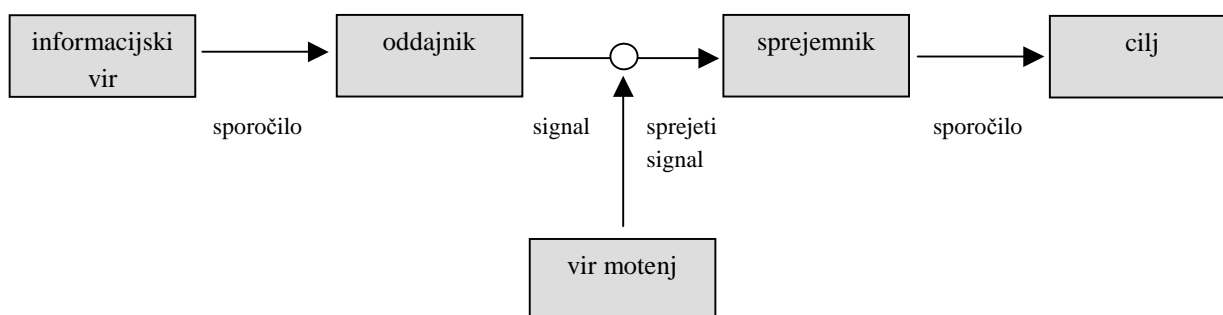 informacijski
vir
oddajnik
sprejemnik
cilj
sporočilo
signal
sprejeti
signal
sporočilo
vir motenj